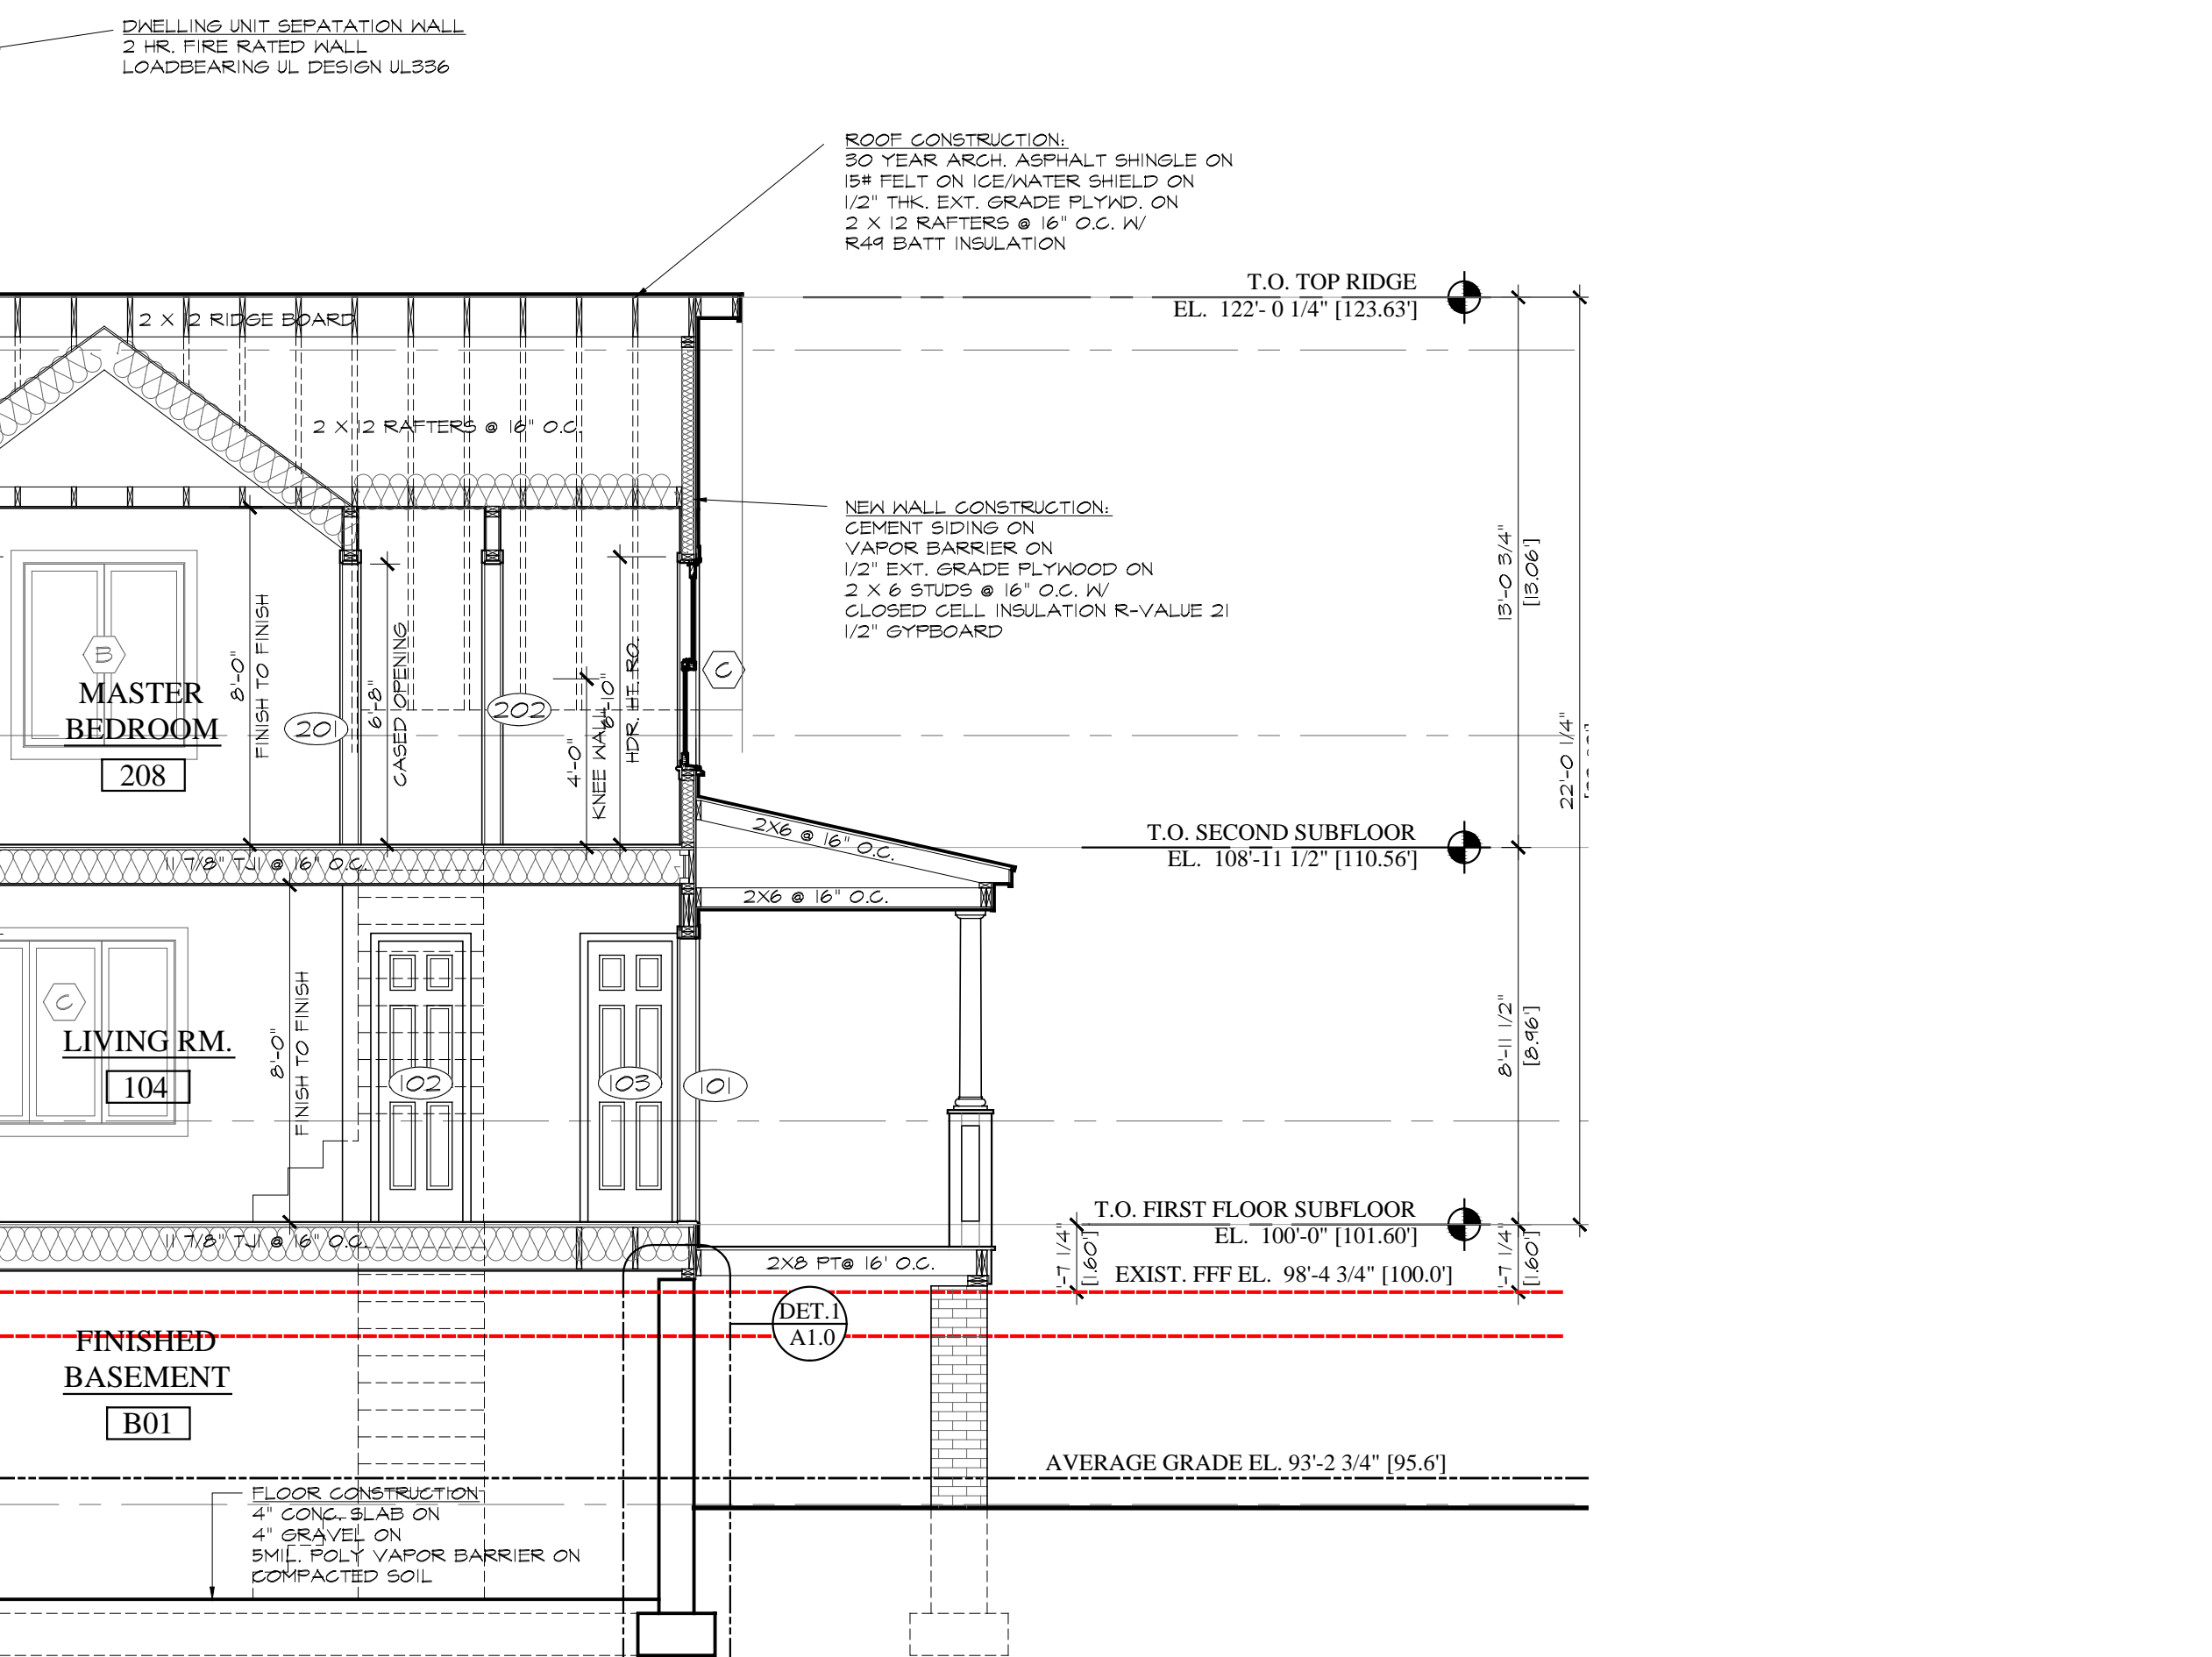 DWELLING UNIT SEPATATION WALL
2 HR. FIRE RATED WALL
LOADBEARING UL DESIGN UL336
ROOF CONSTRUCTION:
30 YEAR ARCH. ASPHALT SHINGLE ON
15# FELT ON ICE/WATER SHIELD ON
1/2" THK. EXT. GRADE PLYWD. ON
2 X 12 RAFTERS @ 16" O.C. W/
R49 BATT INSULATION
T.O. TOP RIDGE
EL. 122'- 0 1/4" [123.63']
2 X 12 RIDGE BOARD
2 X 12 RAFTERS @ 16" O.C.
NEW WALL CONSTRUCTION:
CEMENT SIDING ON
VAPOR BARRIER ON
1/2" EXT. GRADE PLYWOOD ON
2 X 6 STUDS @ 16" O.C. W/
CLOSED CELL INSULATION R-VALUE 21
1/2" GYPBOARD
13'-0 3/4"
[13.06']
B
MASTER
BEDROOM
208
8'-0"
FINISH TO FINISH
201
6'-8"
CASED OPENING
202
4'-0"
KNEE WALL
HDR. HT. RO.
C
22'-0 1/4"
2X6 @ 16" O.C.
T.O. SECOND SUBFLOOR
EL. 108'-11 1/2" [110.56']
11 7/8" TJI @ 16" O.C.
2X6 @ 16" O.C.
C
LIVING RM.
104
8'-0"
FINISH TO FINISH
102
103
101
8'-11 1/2"
[8.96']
T.O. FIRST FLOOR SUBFLOOR
EL. 100'-0" [101.60']
11 7/8" TJI @ 16" O.C.
2X8 PT@ 16' O.C.
'-7 1/4"
[1.60']
EXIST. FFF EL. 98'-4 3/4" [100.0']
'-7 1/4"
[1.60']
DET.1
A1.0
FINISHED
BASEMENT
B01
AVERAGE GRADE EL. 93'-2 3/4" [95.6']
FLOOR CONSTRUCTION
4" CONC. SLAB ON
4" GRAVEL ON
5MIL. POLY VAPOR BARRIER ON
COMPACTED SOIL